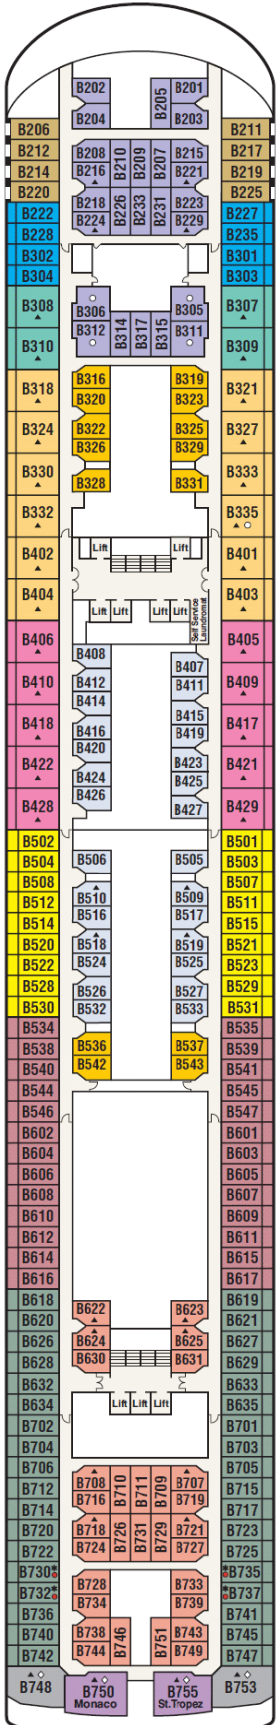 B202 B205 B201
B204 B203
B206 B211
B212 B208 B210 B209 B207 B215 B217
B214 B216 B221 B219
B220 B218 B226 B233 B231 B223 B225
B222 B224 B229 B227
B228 B235
B302 B301
B304 B303
B308 B306 B305 B307
B310 B312 B314 B317 B315 B311 B309
B318 B316 B319 B321
B320 B323
B324 B322 B325 B327
B326 B329
B330 B328 B331 B333
B332 B335
B402 Lift Lift B401
B404 Lift Lift Lift Lift Self Service Laundromat B403
B406 B408 B407 B405
B410 B412 B411 B409
B414
B418 B416 B415 B417
B420 B419
B422 B424 B423 B421
B426 B425
B428 B427 B429
B502 B501
B504 B506 B505 B503
B508 B507
B512 B510 B509 B511
B514 B516 B517 B515
B520 B518 B519 B521
B522 B524 B525 B523
B528 B526 B527 B529
B530 B532 B533 B531
B534 B535
B538 B536 B537 B539
B540 B542 B543 B541
B544 B545
B546 B547
B602 B601
B604 B603
B606 B605
B608 B607
B610 B609
B612 B611
B614 B615
B616 B617
B618 B622 B623 B619
B620 B621
B626 B624 B625 B627
B628 B630 B631 B629
B632 B633
B634 Lift Lift Lift B635
B702 B701
B704 B703
B706 B705
B712 B708 B710 B711 B709 B707 B715
B714 B716 B719 B717
B720 B718 B726 B731 B729 B721 B723
B722 B724 B727 B725
B730* B728 B733 *B735
B732* B734 B739 *B737
B736 B738 B746 B751 B743 B741
B740 B744 B749 B745
B742 B747
B748 B750 B755 B753
Monaco St.Tropez